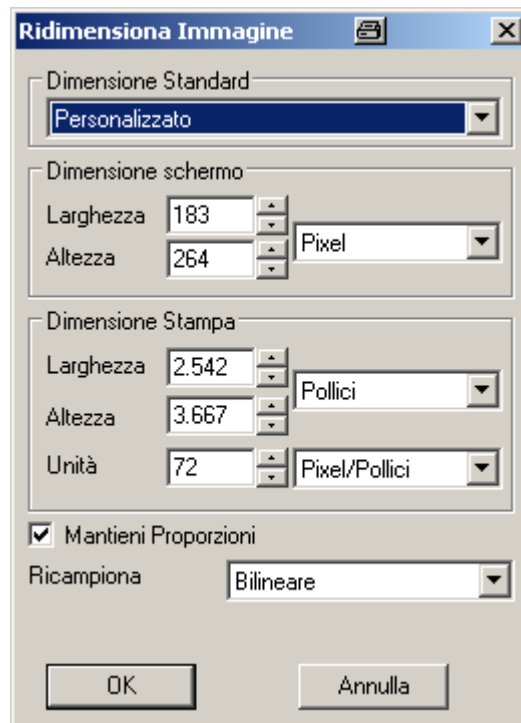 Ridimensiona Immagine
Dimensione Standard
Personalizzato
Dimensione schermo
Larghezza 183
Pixel
Altezza 264
Dimensione Stampa
Larghezza 2.542
Pollici
Altezza 3.667
Unità 72 Pixel/Pollici
Mantieni Proporzioni
Ricampiona Bilineare
OK Annulla